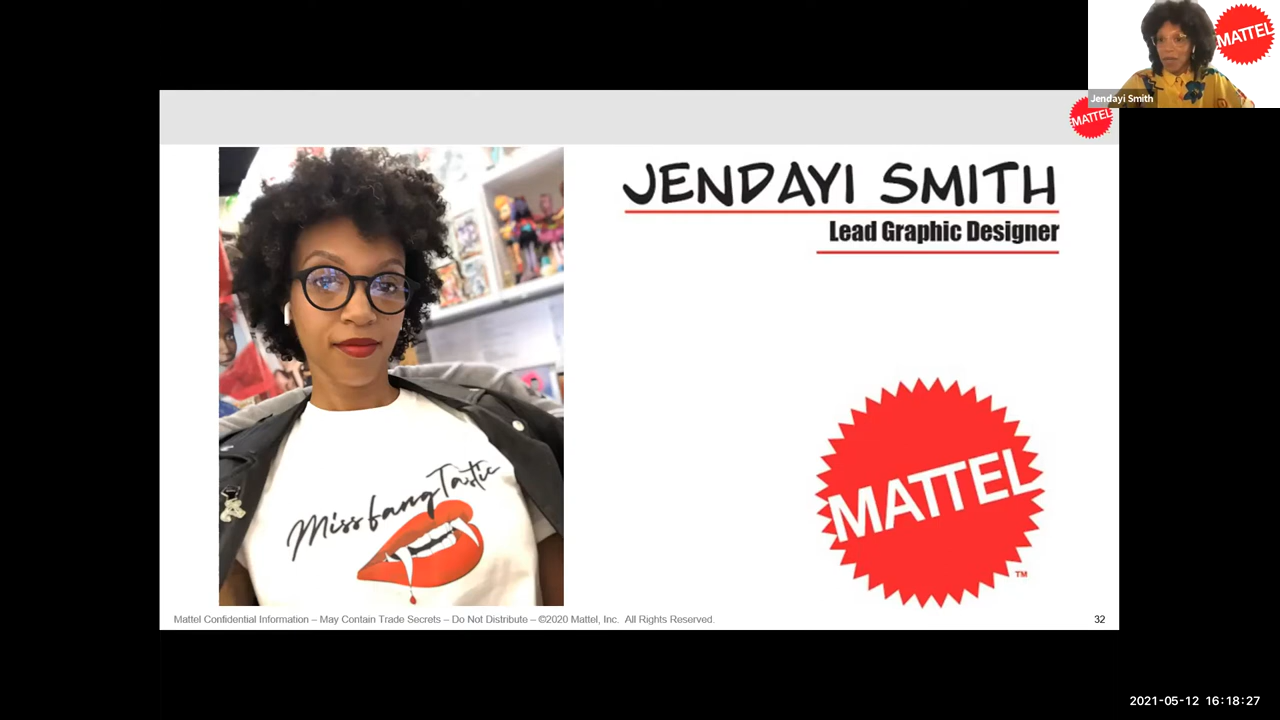 MATTEL
Jendayi Smith
MATTEL
JENDAYI SMITH
Lead Graphic Designer
MissfangTastic
MATTEL
TM
Mattel Confidential Information – May Contain Trade Secrets – Do Not Distribute – ©2020 Mattel, Inc.  All Rights Reserved.
32
2021-05-12 16:18:27